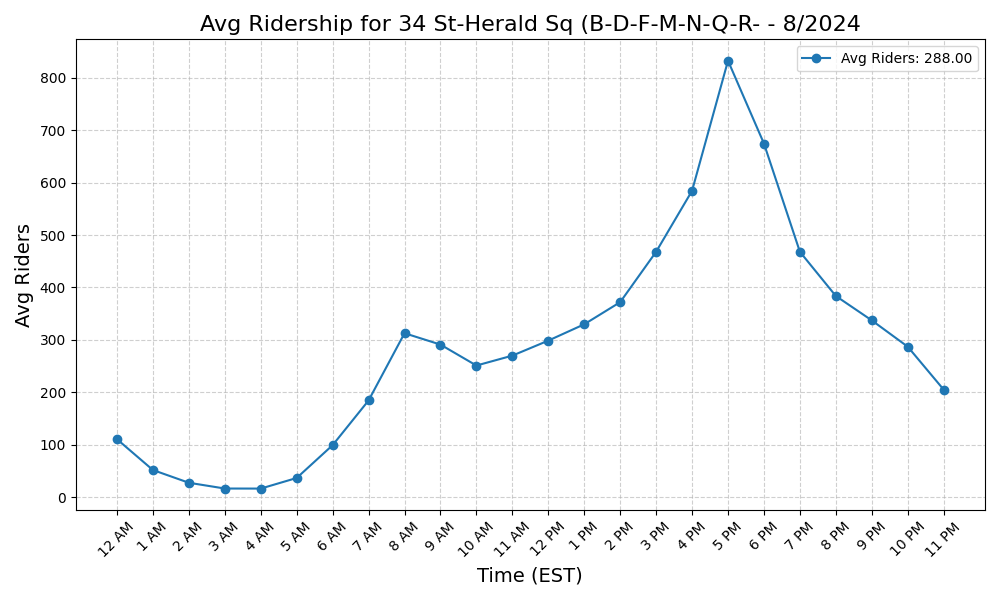 Avg Ridership for 34 St-Herald Sq (B-D-F-M-N-Q-R- - 8/2024
Avg Riders: 288.00
Avg Riders
800
700
600
500
400
300
200
100
0
12 AM
1 AM
2 AM
3 AM
4 AM
5 AM
6 AM
7 AM
8 AM
9 AM
10 AM
11 AM
12 PM
1 PM
2 PM
3 PM
4 PM
5 PM
6 PM
7 PM
8 PM
9 PM
10 PM
11 PM
Time (EST)